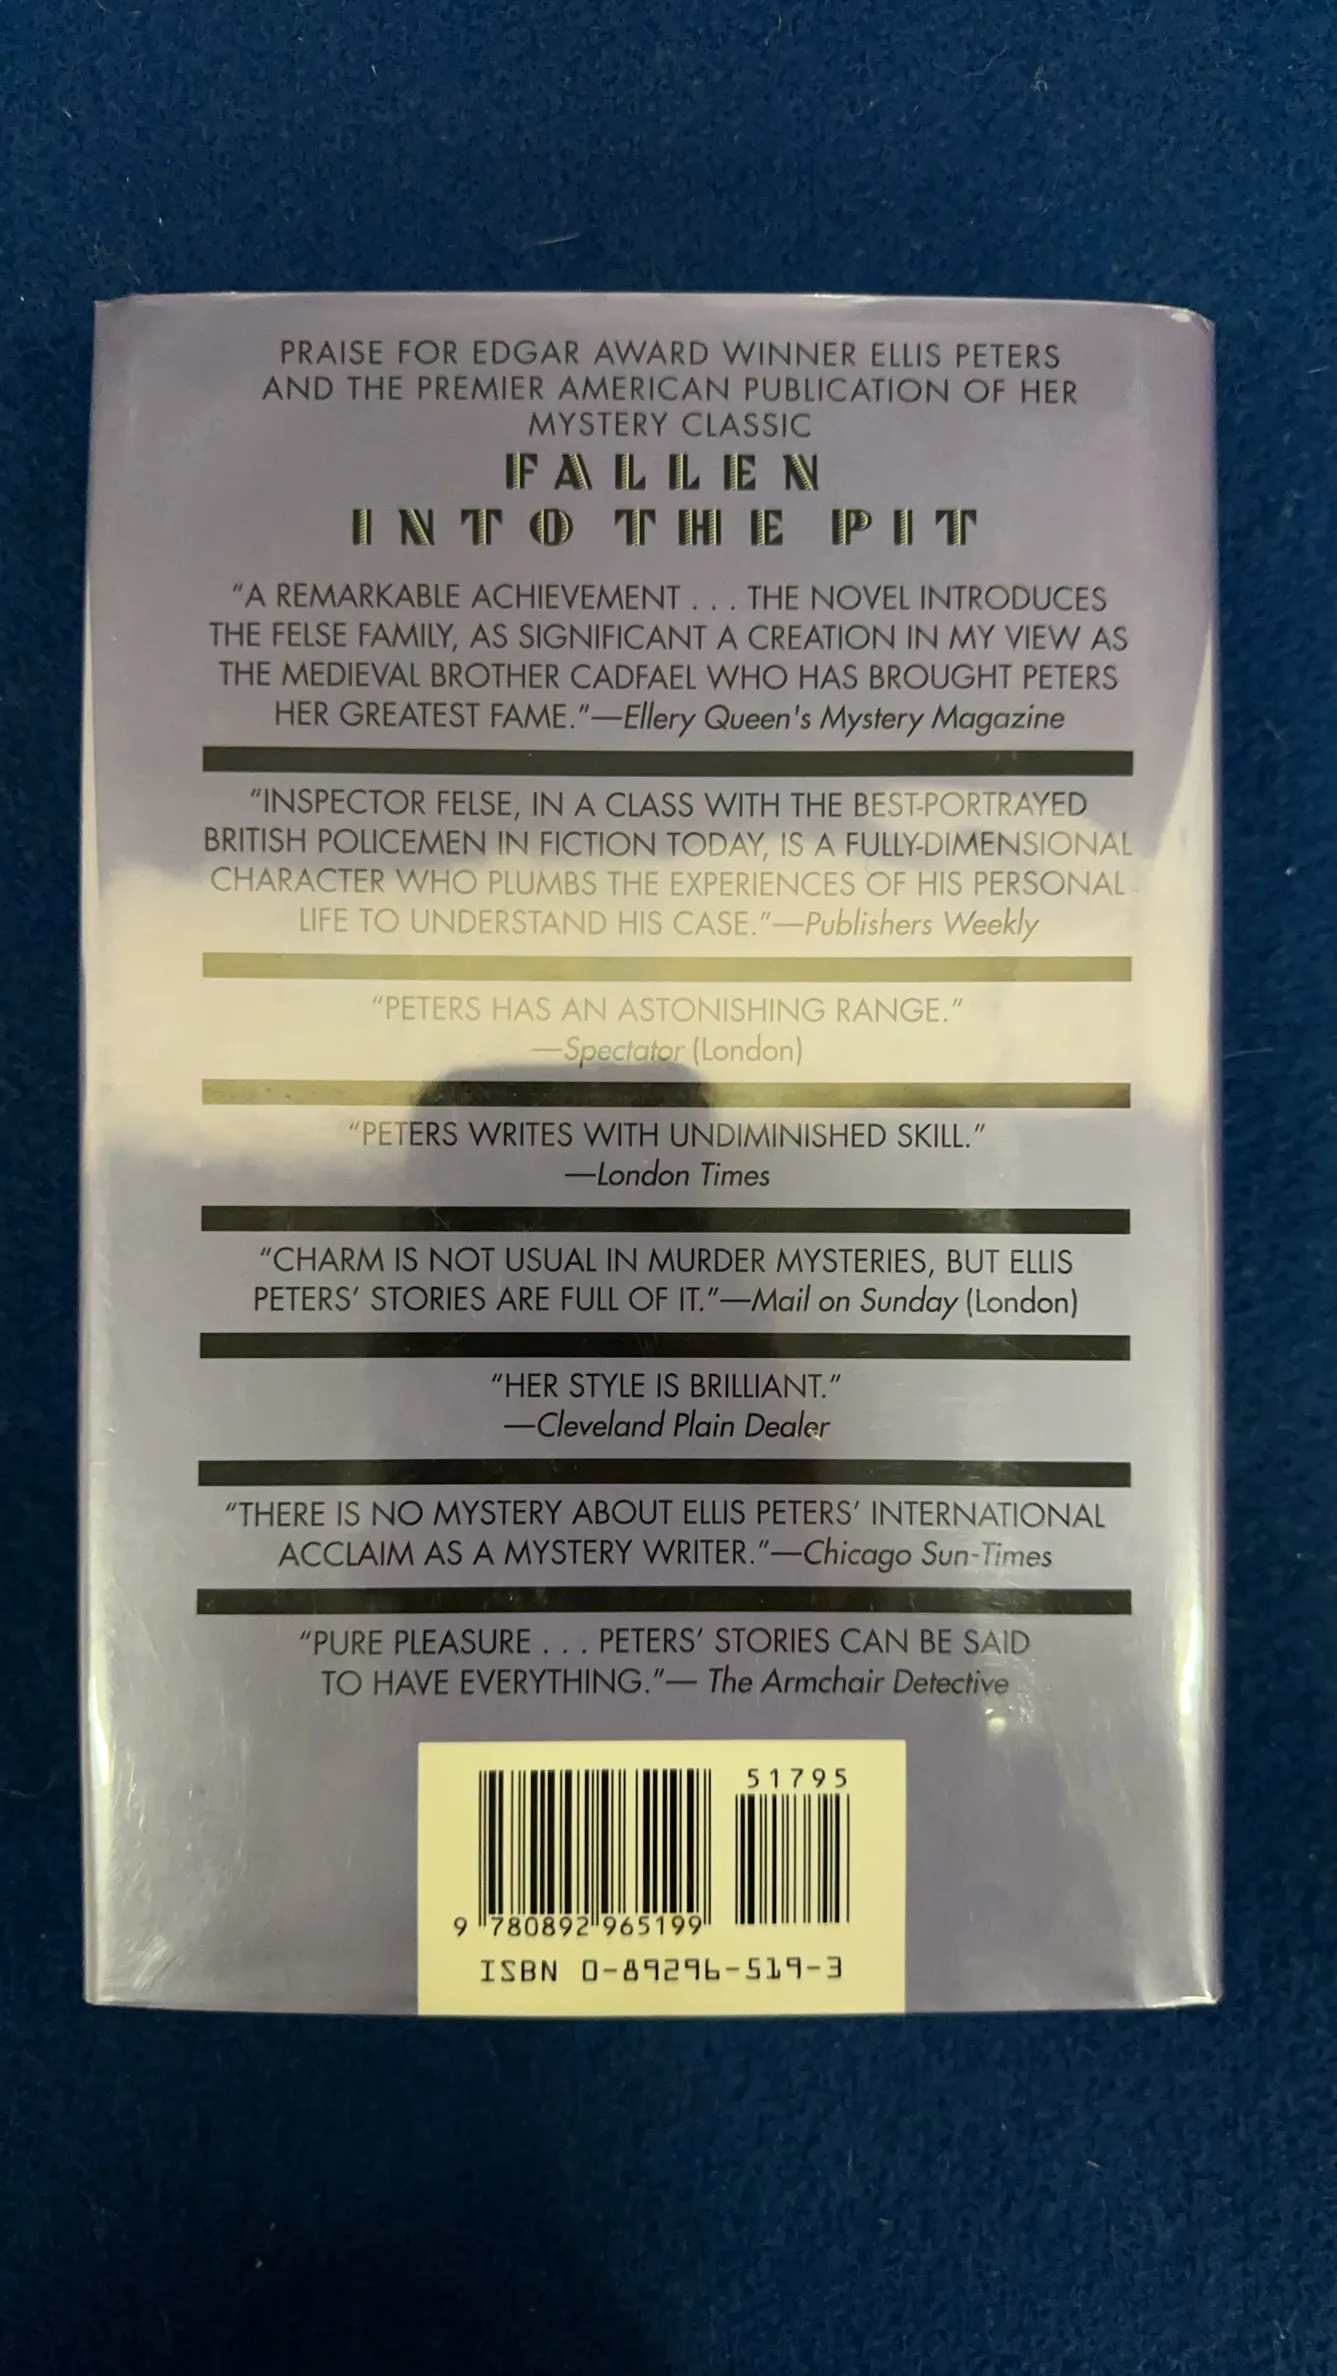 PRAISE FOR EDGAR AWARD WINNER ELLIS PETERS
AND THE PREMIER AMERICAN PUBLICATION OF HER
MYSTERY CLASSIC
FALLEN
INTO THE PIT
“A REMARKABLE ACHIEVEMENT . . . THE NOVEL INTRODUCES
THE FELSE FAMILY, AS SIGNIFICANT A CREATION IN MY VIEW AS
THE MEDIEVAL BROTHER CADFAEL WHO HAS BROUGHT PETERS
HER GREATEST FAME.”—Ellery Queen's Mystery Magazine
“INSPECTOR FELSE, IN A CLASS WITH THE BEST-PORTRAYED
BRITISH POLICEMEN IN FICTION TODAY, IS A FULLY-DIMENSIONAL
CHARACTER WHO PLUMBS THE EXPERIENCES OF HIS PERSONAL
LIFE TO UNDERSTAND HIS CASE.”—Publishers Weekly
“PETERS HAS AN ASTONISHING RANGE.”
—Spectator (London)
“PETERS WRITES WITH UNDIMINISHED SKILL.”
—London Times
“CHARM IS NOT USUAL IN MURDER MYSTERIES, BUT ELLIS
PETERS’ STORIES ARE FULL OF IT.”—Mail on Sunday (London)
“HER STYLE IS BRILLIANT.”
—Cleveland Plain Dealer
“THERE IS NO MYSTERY ABOUT ELLIS PETERS’ INTERNATIONAL
ACCLAIM AS A MYSTERY WRITER.”—Chicago Sun-Times
“PURE PLEASURE . . . PETERS’ STORIES CAN BE SAID
TO HAVE EVERYTHING.”— The Armchair Detective
51795
9 780892 965199
ISBN 0-89296-519-3